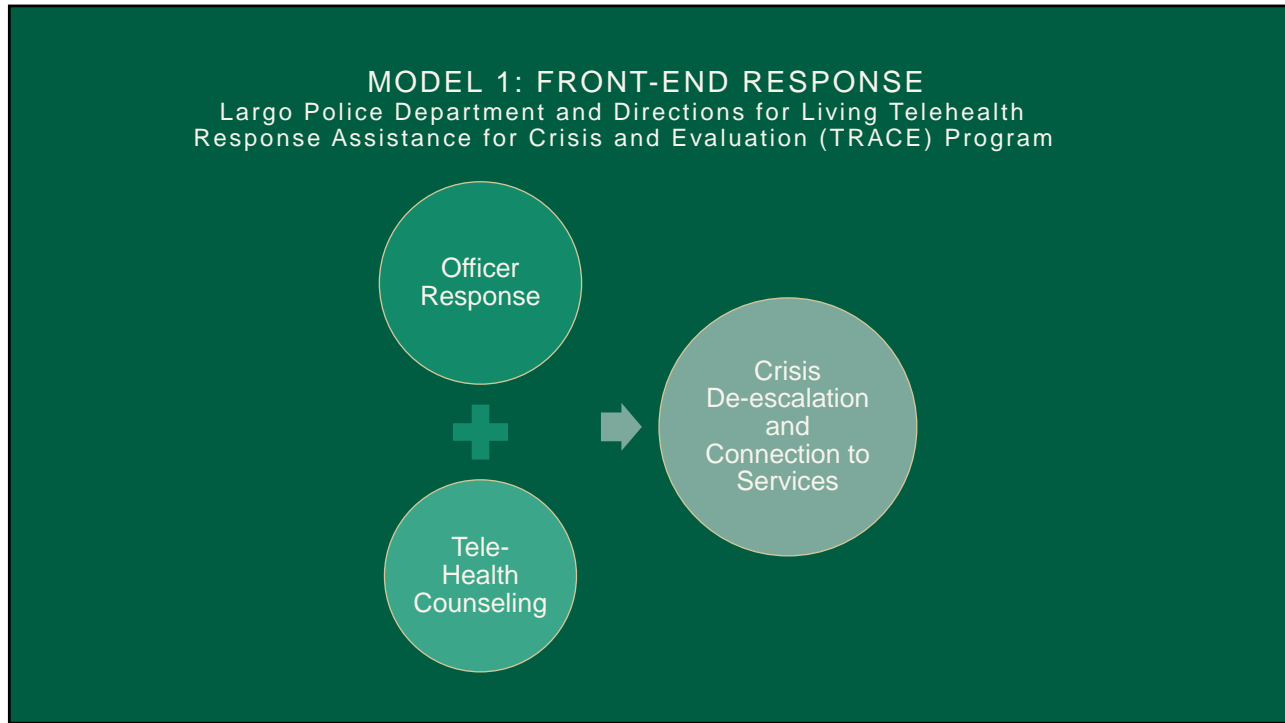 MODEL 1: FRONT-END RESPONSE
Largo Police Department and Directions for Living Telehealth
Response Assistance for Crisis and Evaluation (TRACE) Program
Officer
Response
Tele-
Health
Counseling
Crisis
De-escalation
and
Connection to
Services